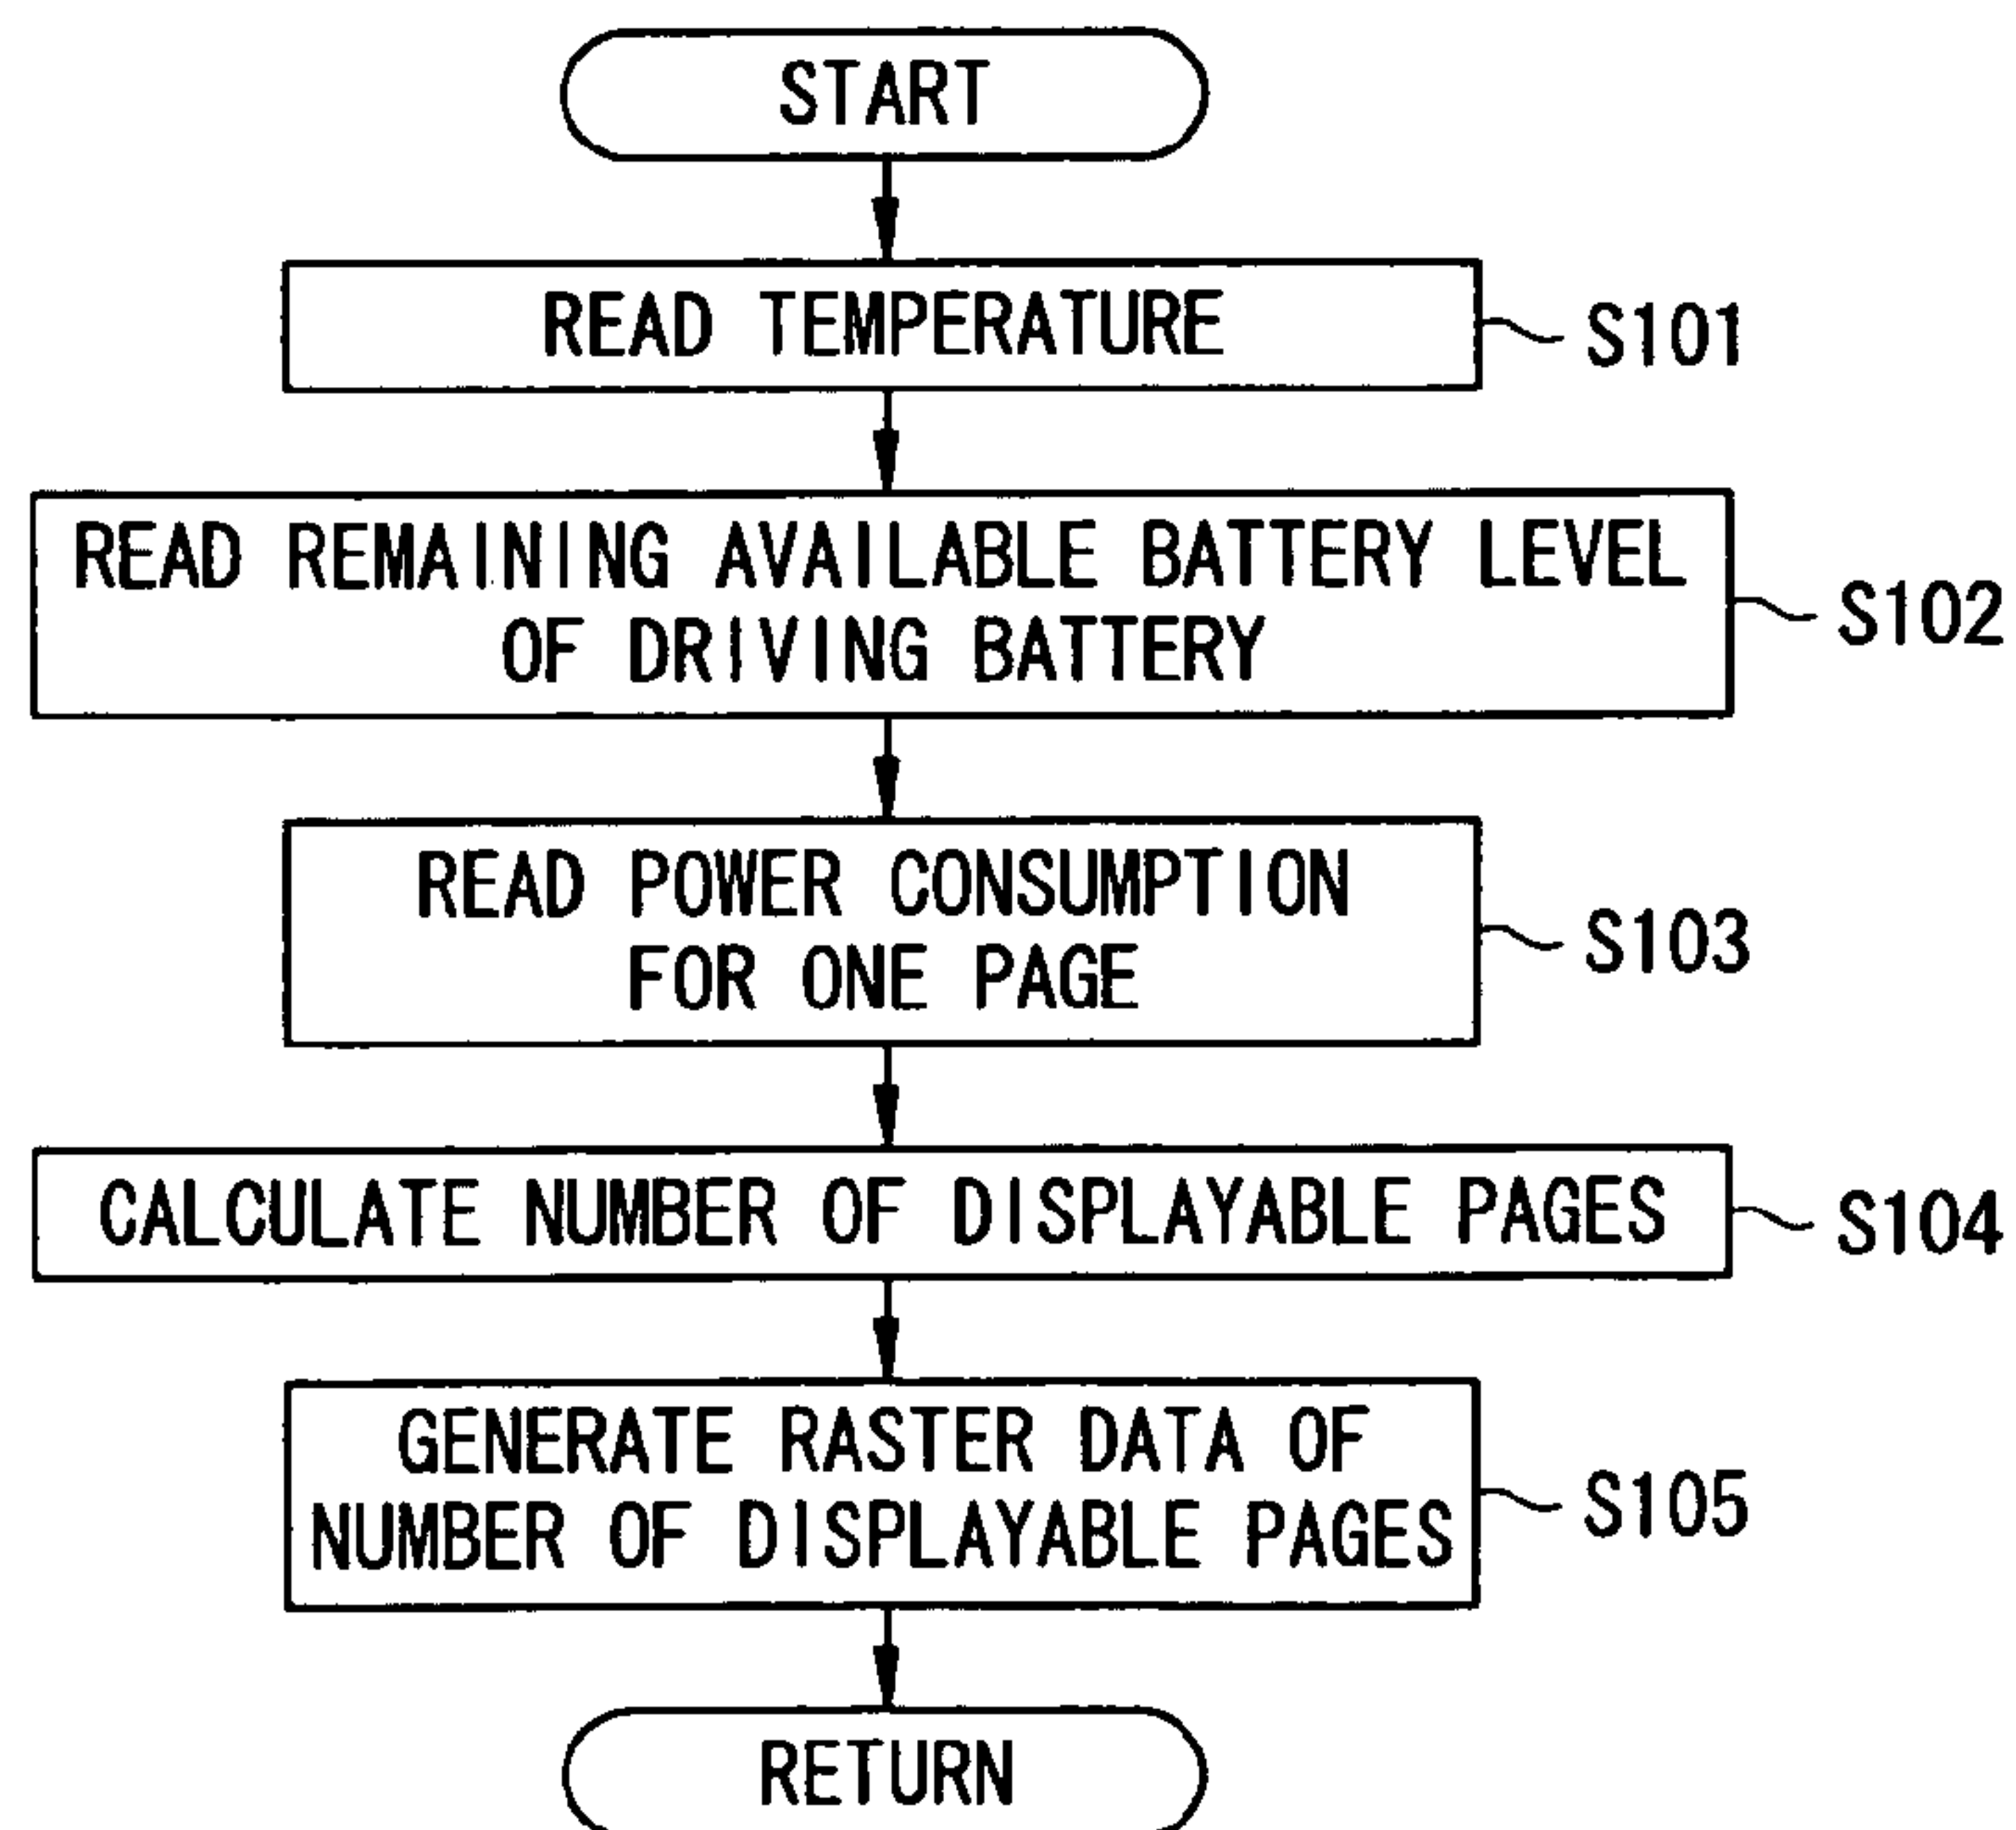 START
READ TEMPERATURE
S101
READ REMAINING AVAILABLE BATTERY LEVEL
OF DRIVING BATTERY
S102
READ POWER CONSUMPTION
FOR ONE PAGE
S103
CALCULATE NUMBER OF DISPLAYABLE PAGES
S104
GENERATE RASTER DATA OF
NUMBER OF DISPLAYABLE PAGES
S105
RETURN